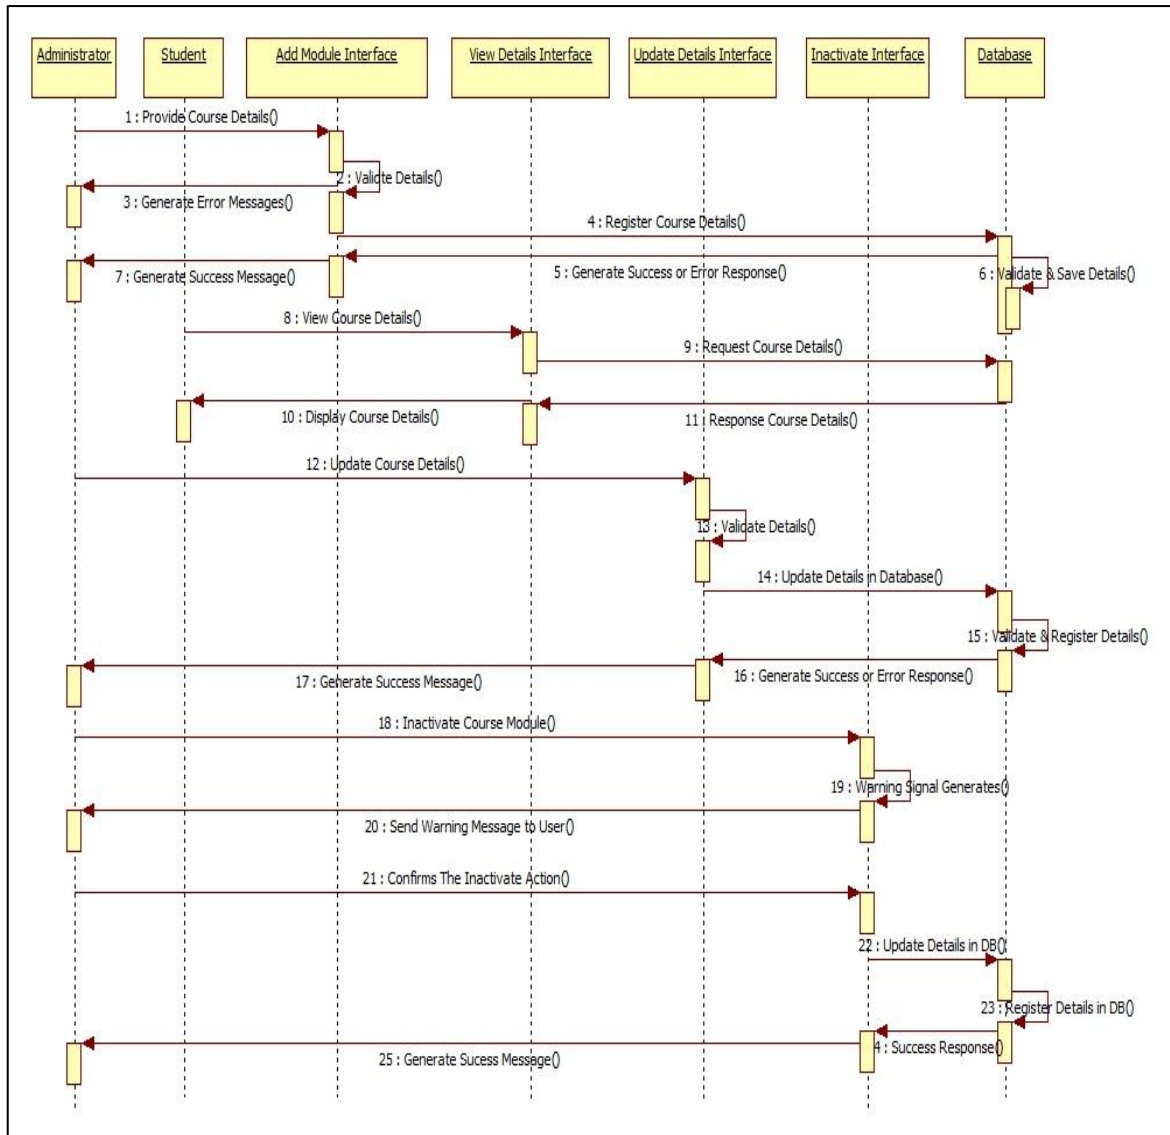 Administrator
Student
Add Module Interface
View Details Interface
Update Details Interface
Inactivate Interface
Database
1 : Provide Course Details()
2 : Valicte Details()
3 : Generate Error Messages()
4 : Register Course Details()
5 : Generate Success or Error Response()
6 : Validate & Save Details()
7 : Generate Success Message()
8 : View Course Details()
9 : Request Course Details()
10 : Display Course Details()
11 : Response Course Details()
12 : Update Course Details()
13 : Validate Details()
14 : Update Details in Database()
15 : Validate & Register Details()
16 : Generate Success or Error Response()
17 : Generate Success Message()
18 : Inactivate Course Module()
19 : Warning Signal Generates()
20 : Send Warning Message to User()
21 : Confirms The Inactivate Action()
22 : Update Details in DB()
23 : Register Details in DB()
4 : Success Response()
25 : Generate Sucess Message()